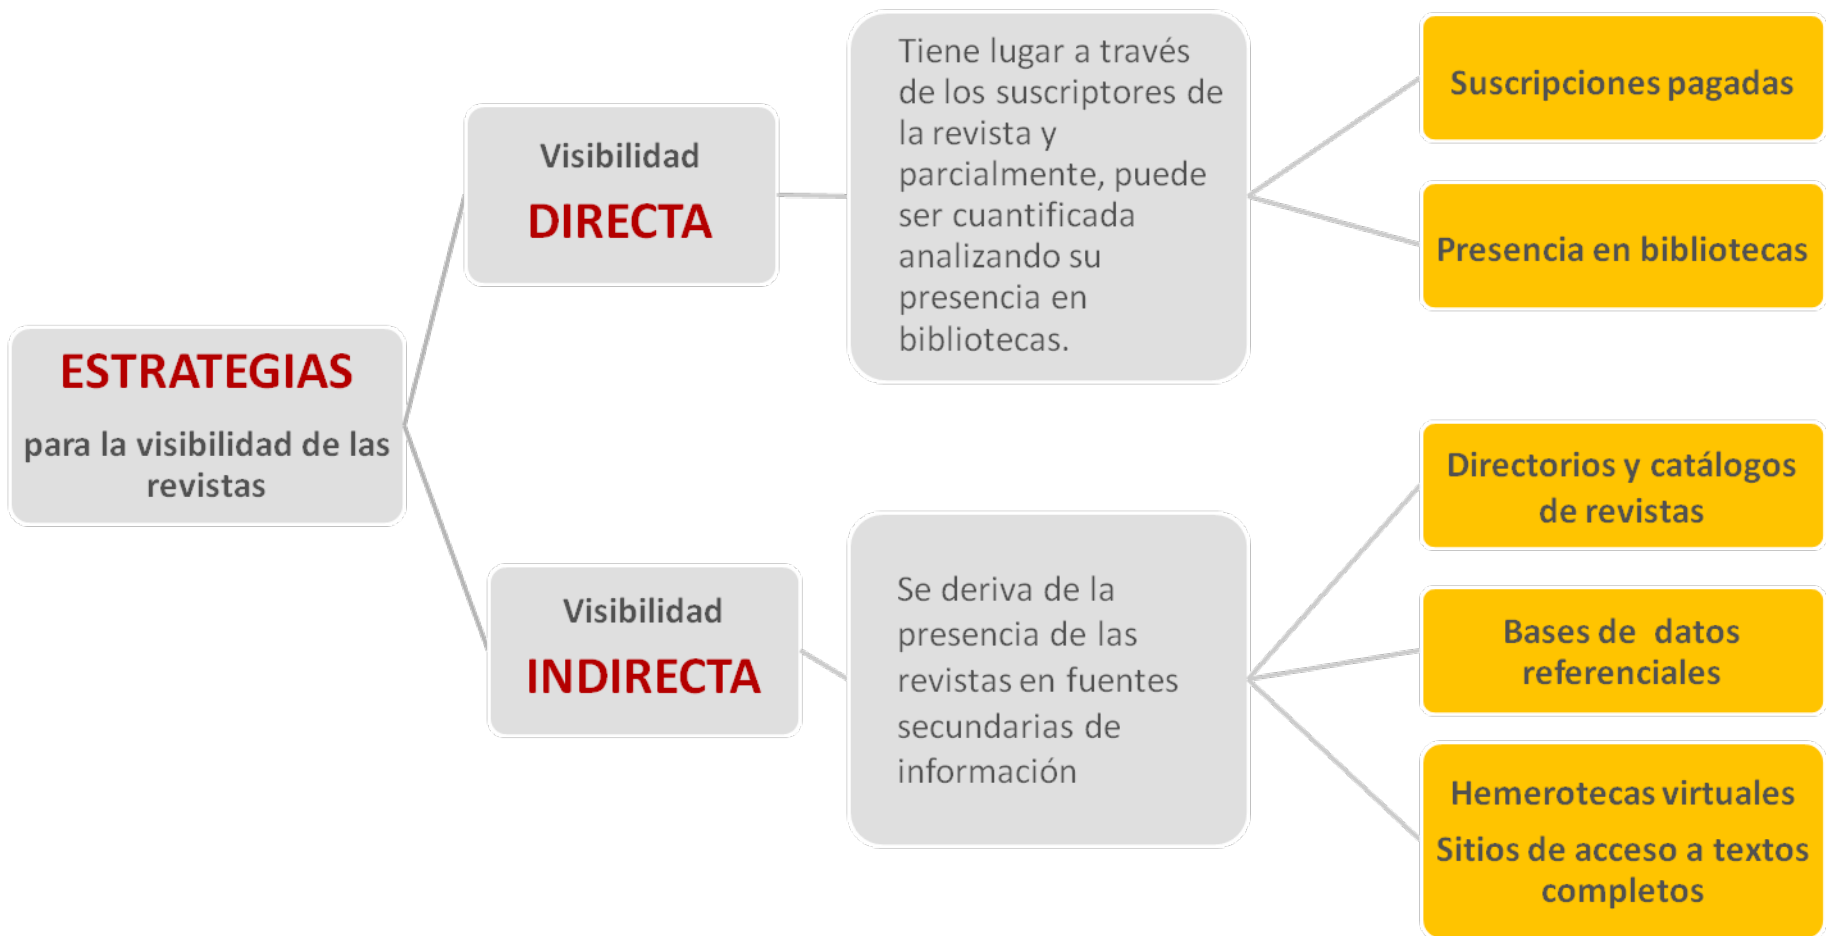 ESTRATEGIAS
para la visibilidad de las
revistas
Visibilidad
DIRECTA
Tiene lugar a través
de los suscriptores de
la revista y
parcialmente, puede
ser cuantificada
analizando su
presencia en
bibliotecas.
Suscripciones pagadas
Presencia en bibliotecas
Visibilidad
INDIRECTA
Se deriva de la
presencia de las
revistas en fuentes
secundarias de
información
Directorios y catálogos
de revistas
Bases de datos
referenciales
Hemerotecas virtuales
Sitios de acceso a textos
completos